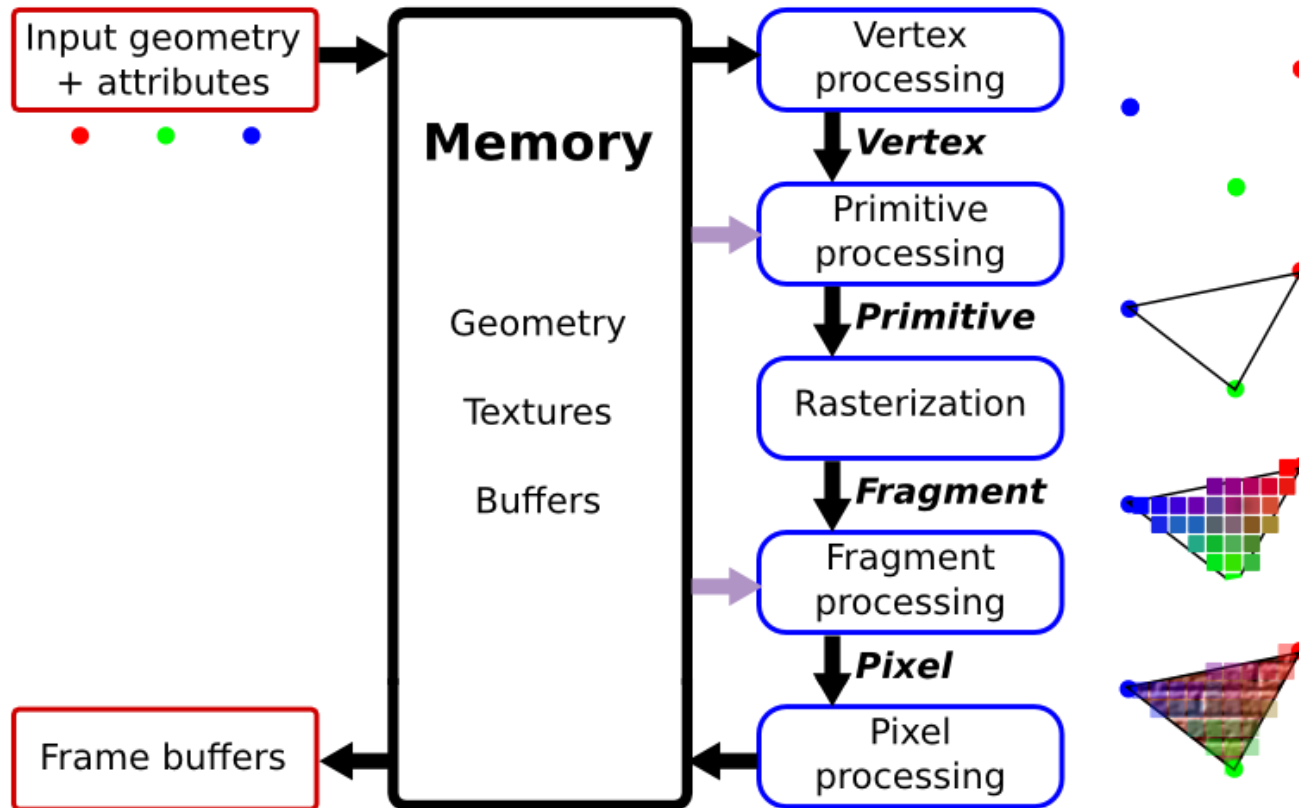 Input geometry
+ attributes
Memory
Geometry
Textures
Buffers
Frame buffers
Vertex
processing
Vertex
Primitive
processing
Primitive
Rasterization
Fragment
Fragment
processing
Pixel
Pixel
processing